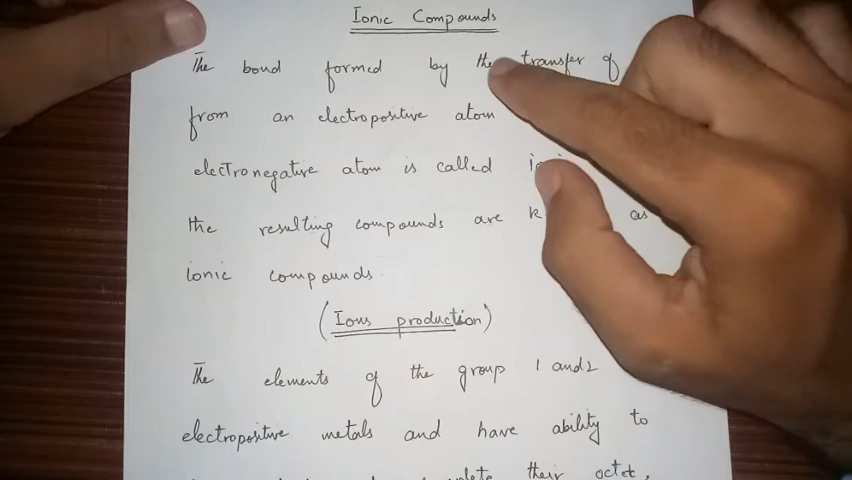 Ionic Compounds
The bond formed by the transfer of
from an electropositive atom
electronegative atom is called
the resulting compounds are as
ionic compounds.
(Ions production)
The elements of the group 1 and 2
electropositive metals and have ability to
their octet,